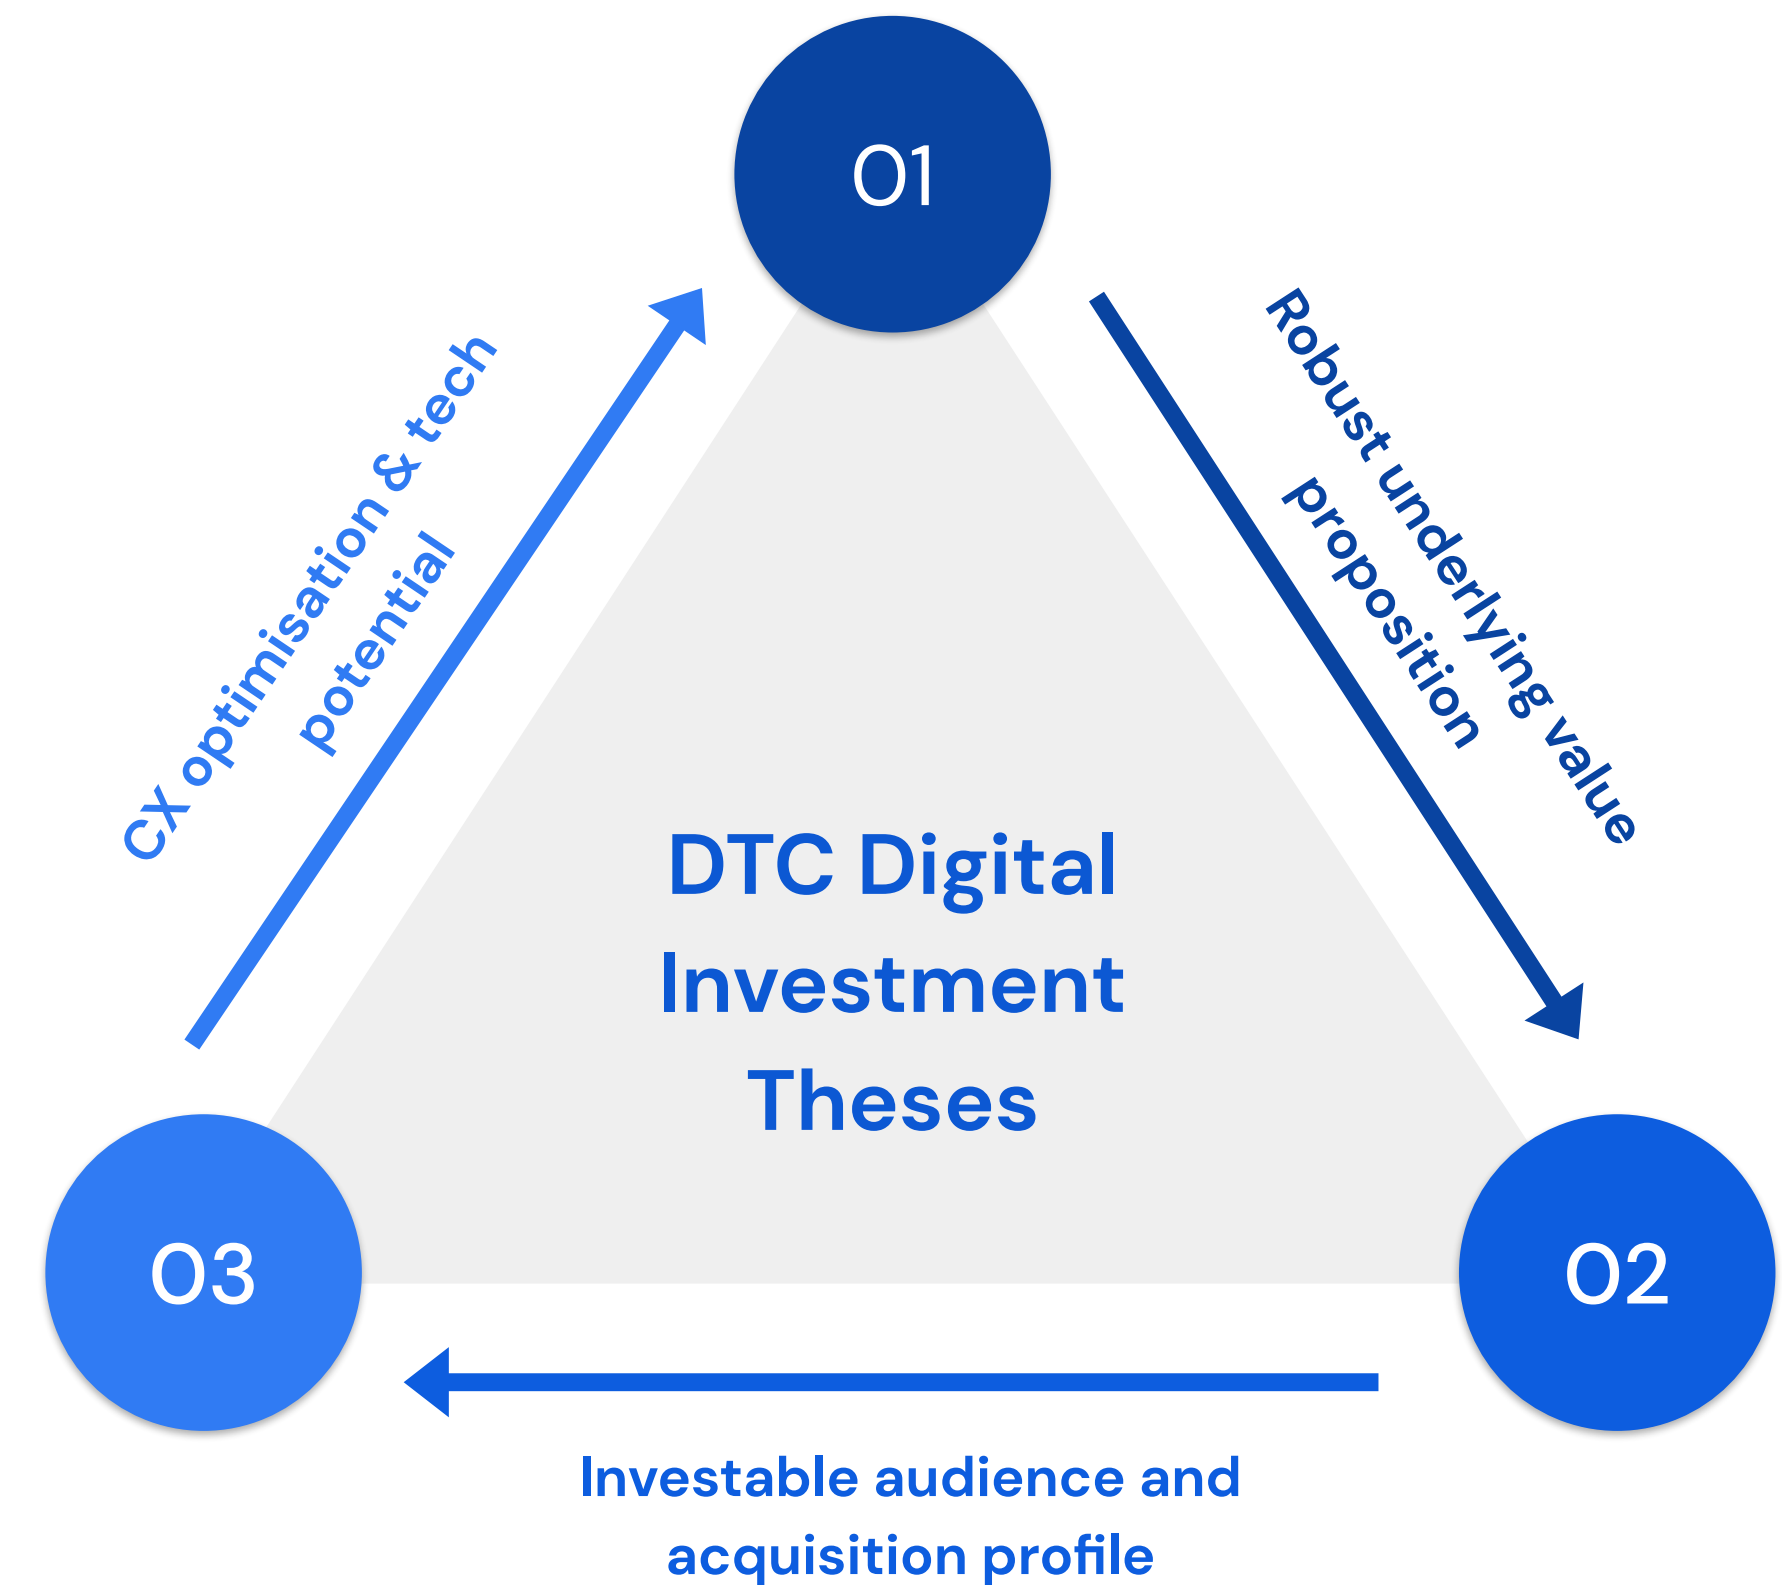 01
Robust underlying value
proposition
CX optimisation & tech
potential
DTC Digital
Investment
Theses
03
02
Investable audience and
acquisition profile